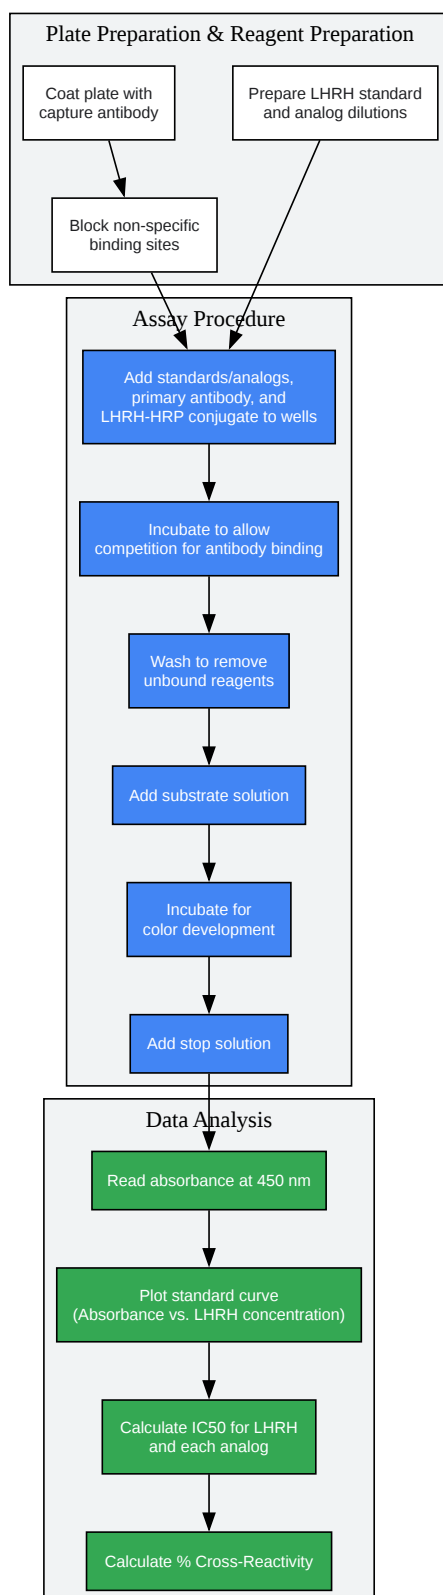 Plate Preparation & Reagent Preparation
Coat plate with
capture antibody
Prepare LHRH standard
and analog dilutions
Block non-specific
binding sites
Assay Procedure
Add standards/analogs,
primary antibody, and
LHRH-HRP conjugate to wells
Incubate to allow
competition for antibody binding
Wash to remove
unbound reagents
Add substrate solution
Incubate for
color development
Add stop solution
Data Analysis
Read absorbance at 450 nm
Plot standard curve
(Absorbance vs. LHRH concentration)
Calculate IC50 for LHRH
and each analog
Calculate % Cross-Reactivity